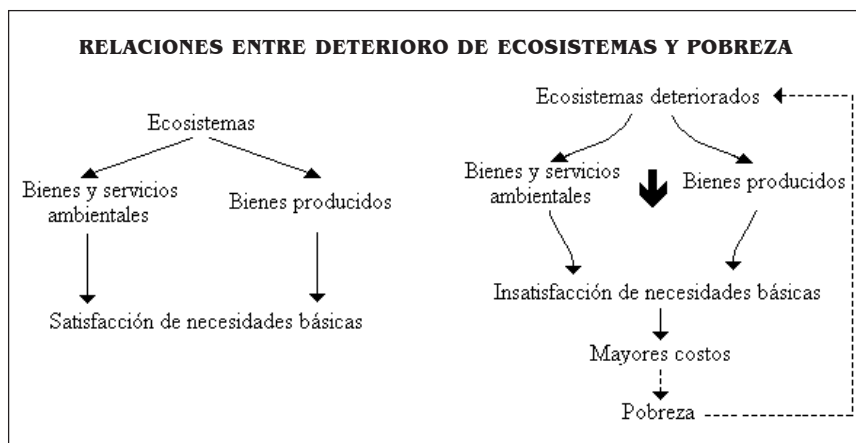 RELACIONES ENTRE DETERIORO DE ECOSISTEMAS Y POBREZA
Ecosistemas
Bienes y servicios
ambientales
Bienes producidos
Satisfacción de necesidades básicas
Ecosistemas deteriorados
Bienes y servicios
ambientales
Bienes producidos
Insatisfacción de necesidades básicas
Mayores costos
Pobreza